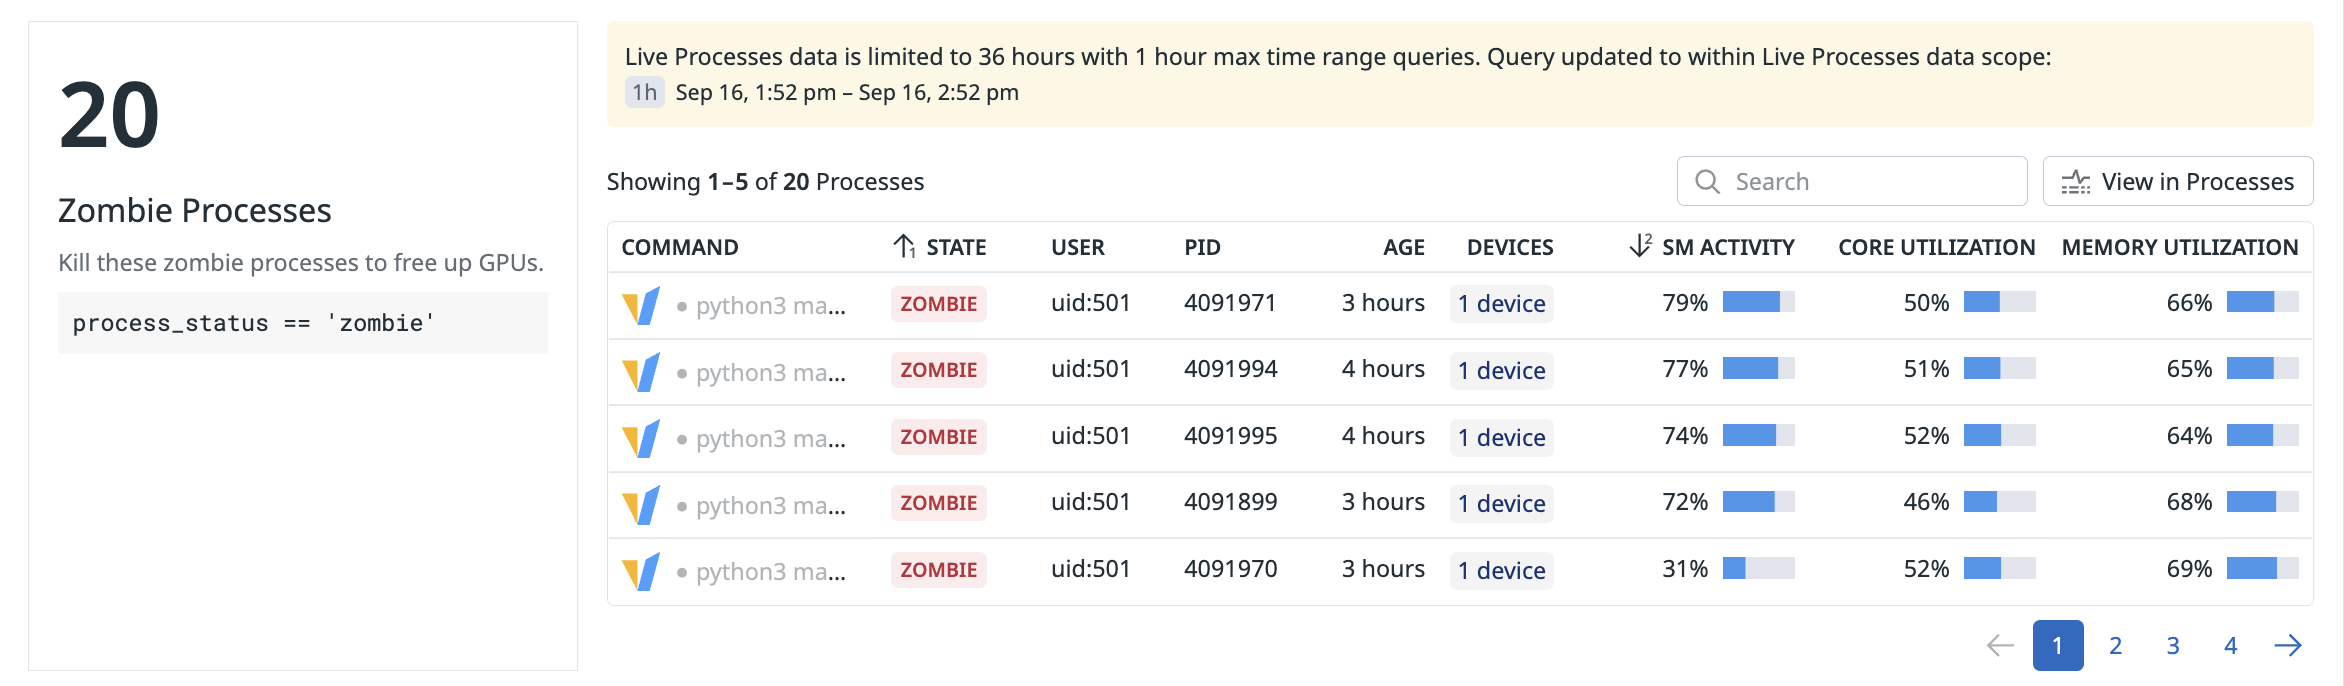 20
Zombie Processes
Kill these zombie processes to free up GPUs.
process_status == 'zombie'
Live Processes data is limited to 36 hours with 1 hour max time range queries. Query updated to within Live Processes data scope:
1h Sep 16, 1:52 pm – Sep 16, 2:52 pm
Showing 1–5 of 20 Processes
Search
View in Processes
COMMAND 1 STATE USER PID AGE DEVICES 2 SM ACTIVITY CORE UTILIZATION MEMORY UTILIZATION
python3 ma... ZOMBIE uid:501 4091971 3 hours 1 device 79% 50% 66%
python3 ma... ZOMBIE uid:501 4091994 4 hours 1 device 77% 51% 65%
python3 ma... ZOMBIE uid:501 4091995 4 hours 1 device 74% 52% 64%
python3 ma... ZOMBIE uid:501 4091899 3 hours 1 device 72% 46% 68%
python3 ma... ZOMBIE uid:501 4091970 3 hours 1 device 31% 52% 69%
1 2 3 4